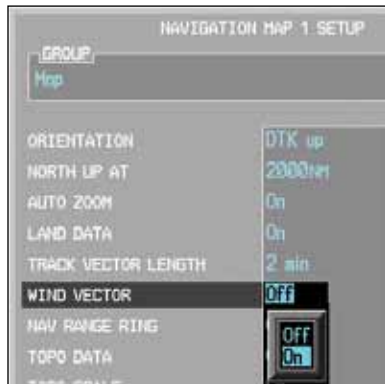 NAVIGATION MAP 1 SETUP
GROUP
Map
ORIENTATION DTK up
NORTH UP AT 2000NM
AUTO ZOOM On
LAND DATA On
TRACK VECTOR LENGTH 2 min
WIND VECTOR Off
NAV RANGE RING
Off
TOPO DATA
On